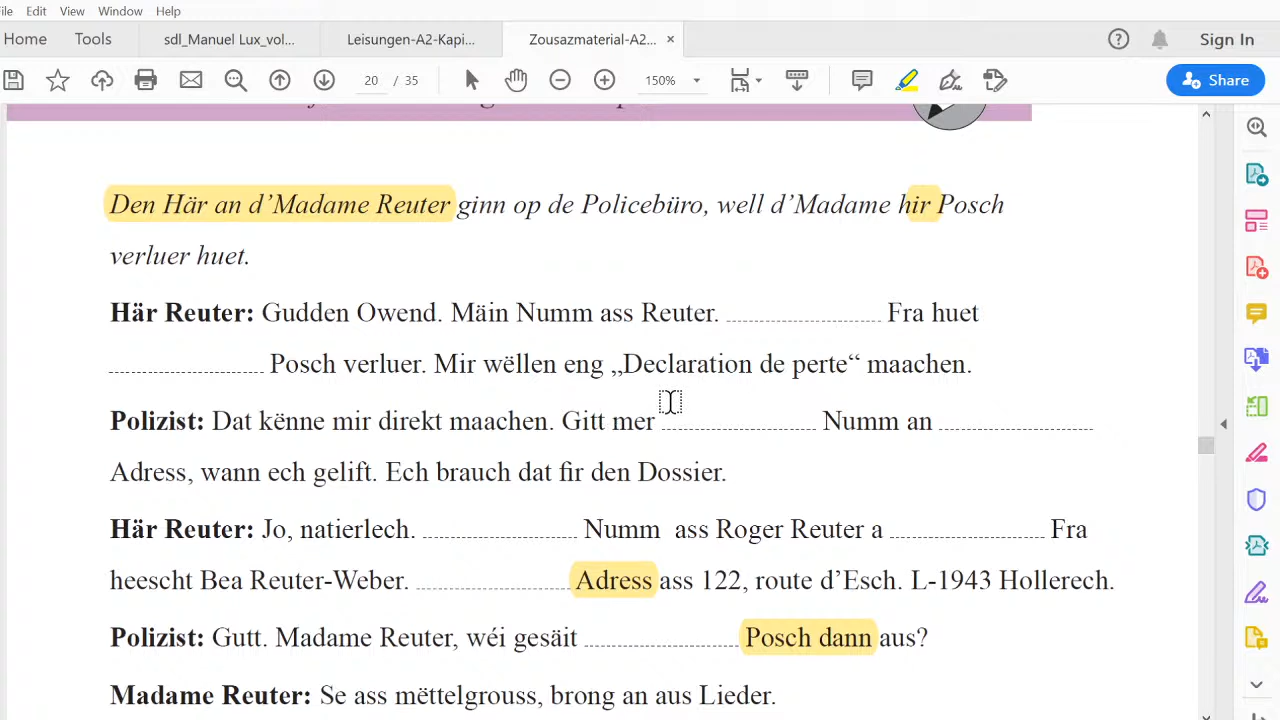 File Edit View Window Help
Home Tools sdl_Manuel Lux_vol... Leisungen-A2-Kapi... Zousazmaterial-A2... × Sign In
20 / 35 150% Share
Den Här an d’Madame Reuter ginn op de Policebüro, well d’Madame hir Posch
verluer huet.
Här Reuter: Gudden Owend. Mäin Numm ass Reuter. ........................ Fra huet
........................ Posch verluer. Mir wëllen eng „Declaration de perte“ maachen.
Polizist: Dat kënne mir direkt maachen. Gitt mer ........................ Numm an ........................
Adress, wann ech gelift. Ech brauch dat fir den Dossier.
Här Reuter: Jo, natierlech. ........................ Numm ass Roger Reuter a ........................ Fra
heescht Bea Reuter-Weber. ........................ Adress ass 122, route d’Esch. L-1943 Hollerech.
Polizist: Gutt. Madame Reuter, wéi gesäit ........................ Posch dann aus?
Madame Reuter: Se ass mëttelgrouss, brong an aus Lieder.